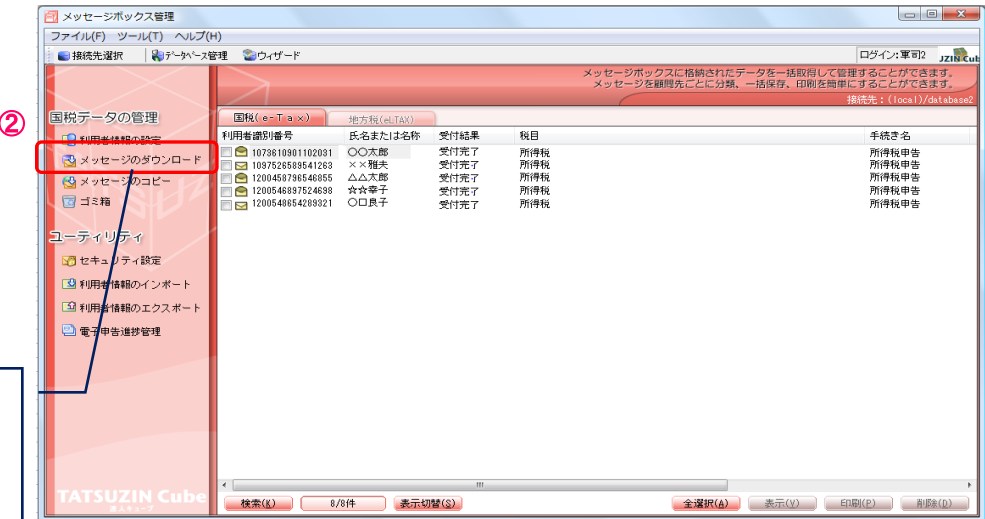 メッセージボックス管理
ファイル(F) ツール(T) ヘルプ(H)
接続先選択 データベース管理 ウィザード ログイン:軍司2 JZIN Cub
メッセージボックスに格納されたデータを一括取得して管理することができます。
メッセージを顧問先ごとに分類、一括保存、印刷を簡単にすることができます。
接続先:(local)/database2
②
国税データの管理
利用者情報の設定
メッセージのダウンロード
メッセージのコピー
ゴミ箱
ユーティリティ
セキュリティ設定
利用者情報のインポート
利用者情報のエクスポート
電子申告進捗管理
TATSUZIN Cube
達人キューブ
国税(e-Tax) 地方税(eLTAX)
利用者識別番号 氏名または名称 受付結果 税目 手続き名
1073610901102031 〇〇太郎 受付完了 所得税 所得税申告
1097526589541263 ××雅夫 受付完了 所得税 所得税申告
1200458796546855 △△太郎 受付完了 所得税 所得税申告
1200546897524698 ☆☆幸子 受付完了 所得税 所得税申告
1200548654289321 〇口良子 受付完了 所得税 所得税申告
検索(K) 8/8件 表示切替(S) 全選択(A) 表示(V) 印刷(P) 削除(D)